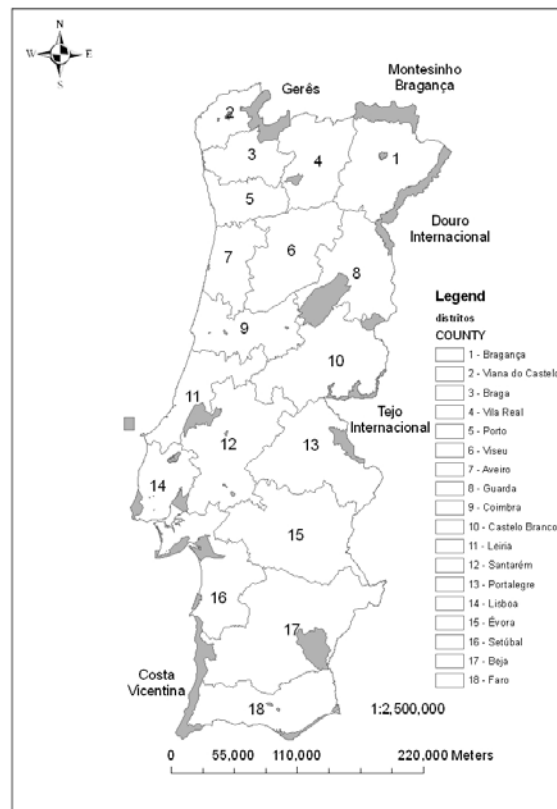 N
W E
S
Gerês
Montesinho
Bragança
2
3
4
1
5
Douro
Internacional
7
6
8
9
10
11
Tejo
Internacional
12
13
14
15
16
17
Costa
Vicentina
18
1:2,500,000
0 55,000 110,000 220,000 Meters
Legend
distritos
COUNTY
1 - Bragança
2 - Viana do Castelo
3 - Braga
4 - Vila Real
5 - Porto
6 - Viseu
7 - Aveiro
8 - Guarda
9 - Coimbra
10 - Castelo Branco
11 - Leiria
12 - Santarém
13 - Portalegre
14 - Lisboa
15 - Évora
16 - Setúbal
17 - Beja
18 - Faro